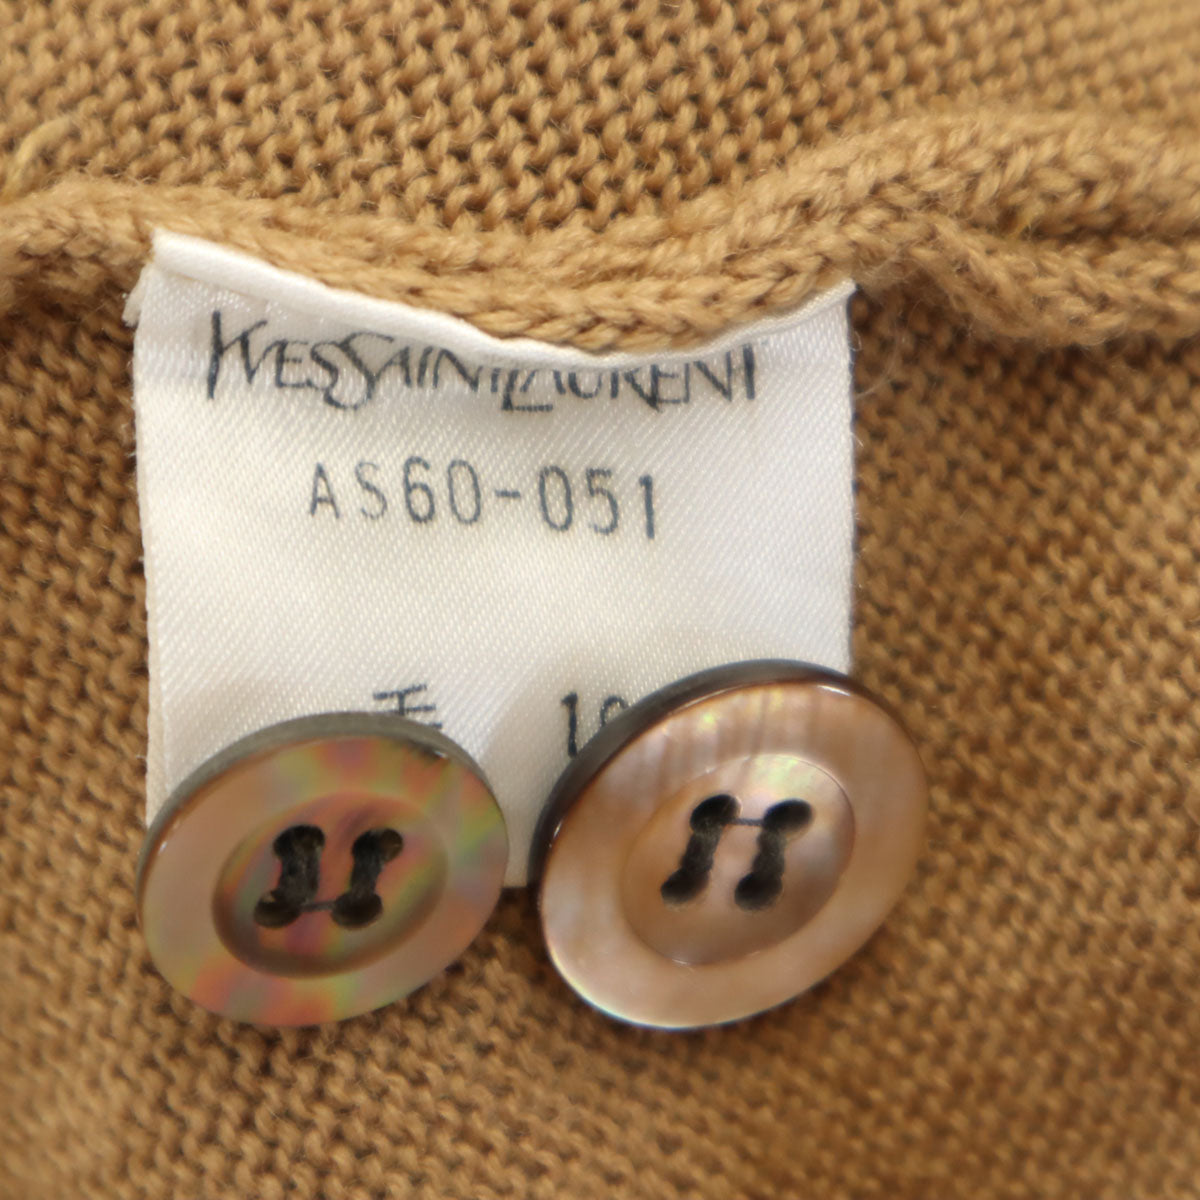 YVESSAINTLAURENT
AS60-051
毛